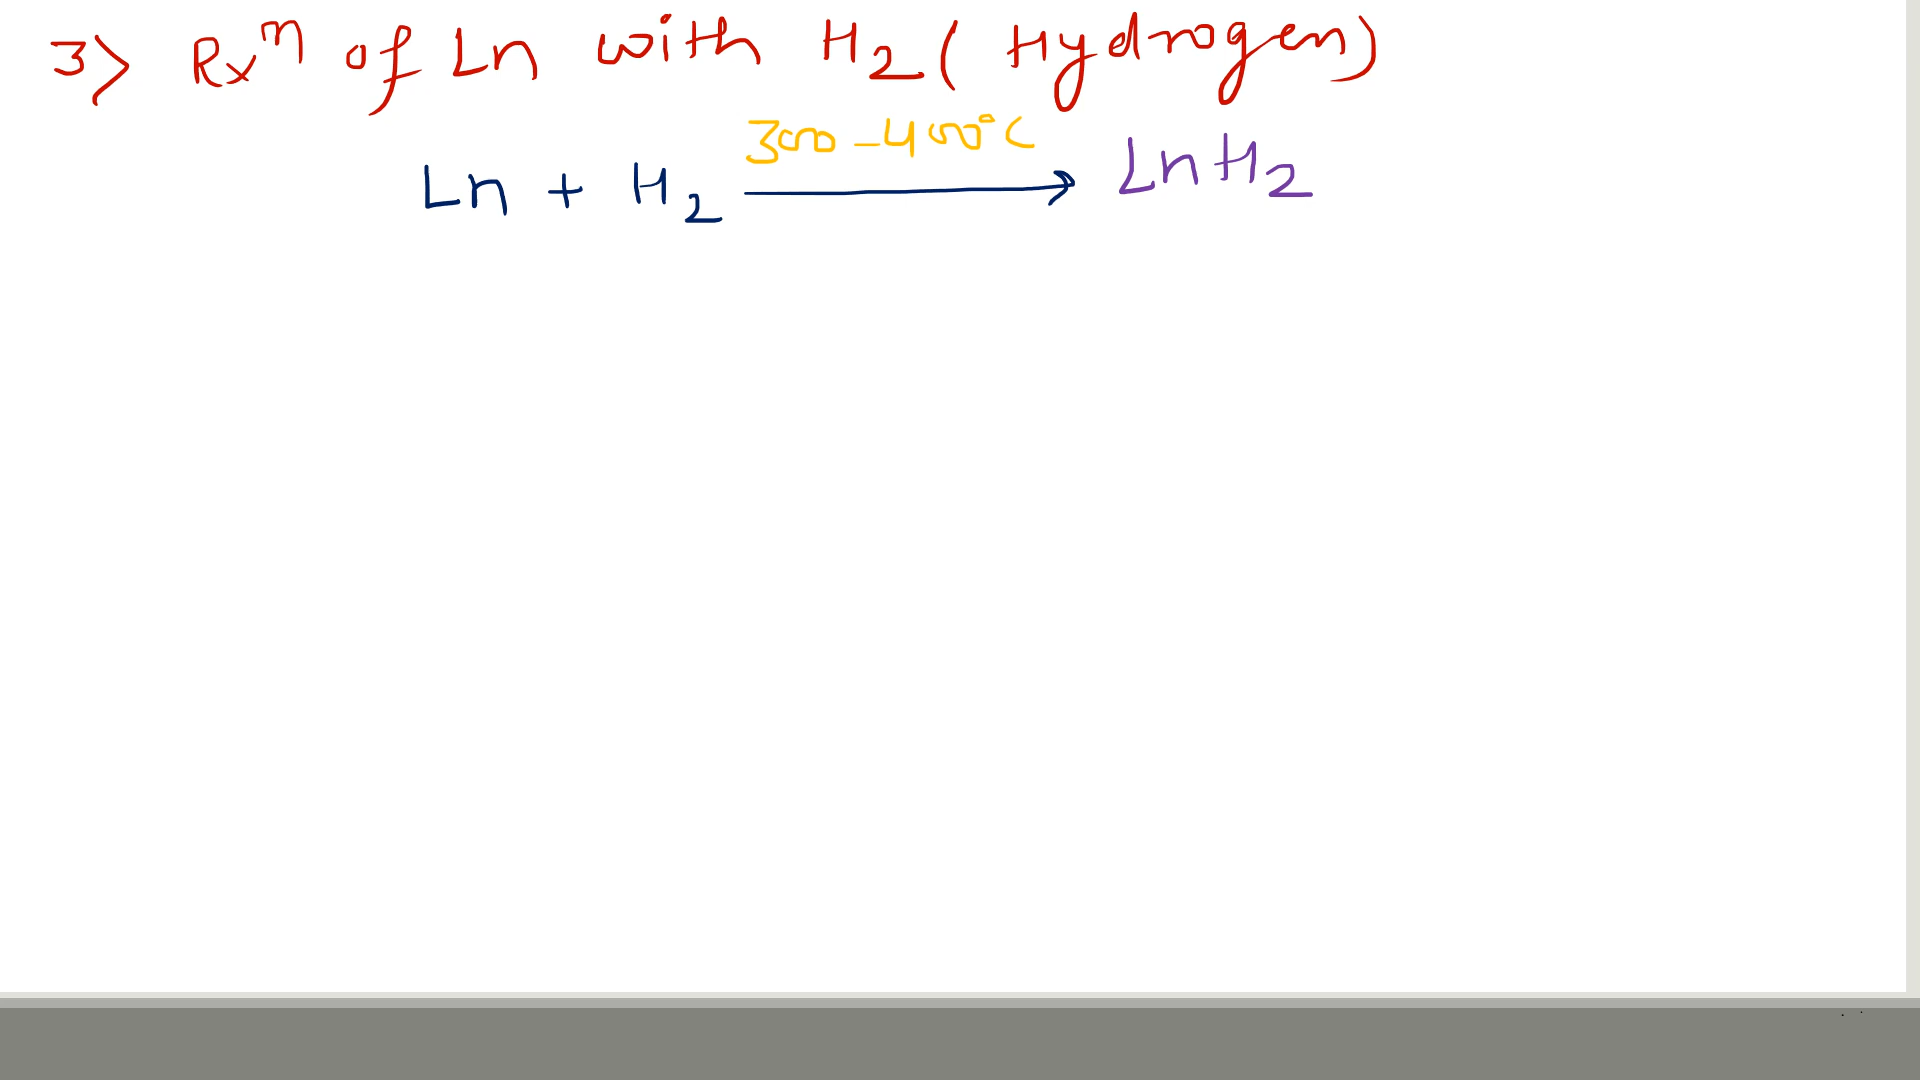 3> Rxⁿ of Ln with H₂ ( Hydrogen)
300-400°C
Ln + H₂ → LnH₂